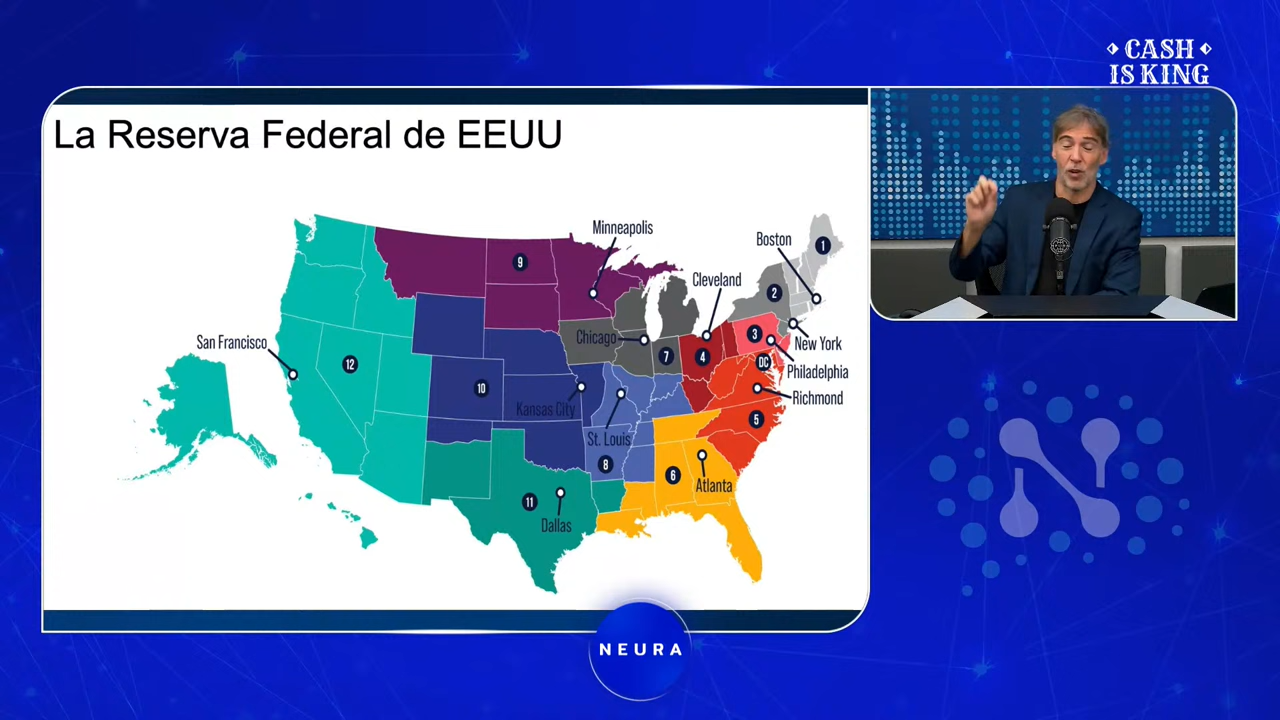 CASH
IS KING
La Reserva Federal de EEUU
Minneapolis
Boston
1
9
Cleveland
2
San Francisco
Chicago
3
New York
12
7
4
DC
Philadelphia
10
Kansas City
Richmond
5
St. Louis
8
6
Atlanta
11
Dallas
NEURA